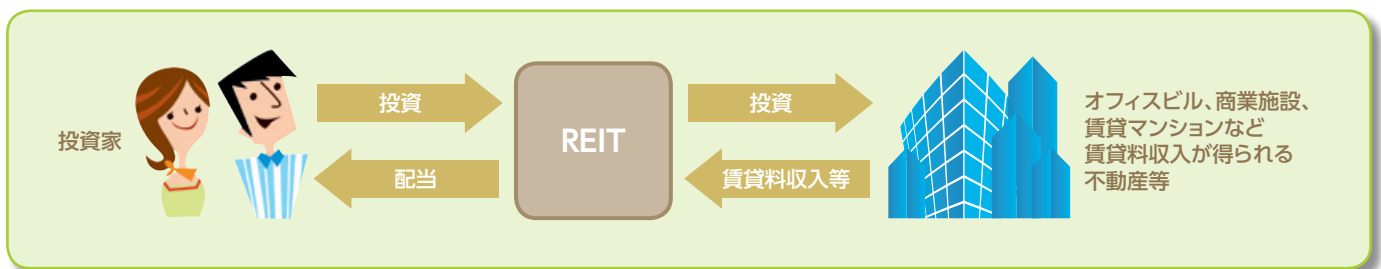 投資家
投資
配当
REIT
投資
賃貸料収入等
オフィスビル、商業施設、
賃貸マンションなど
賃貸料収入が得られる
不動産等